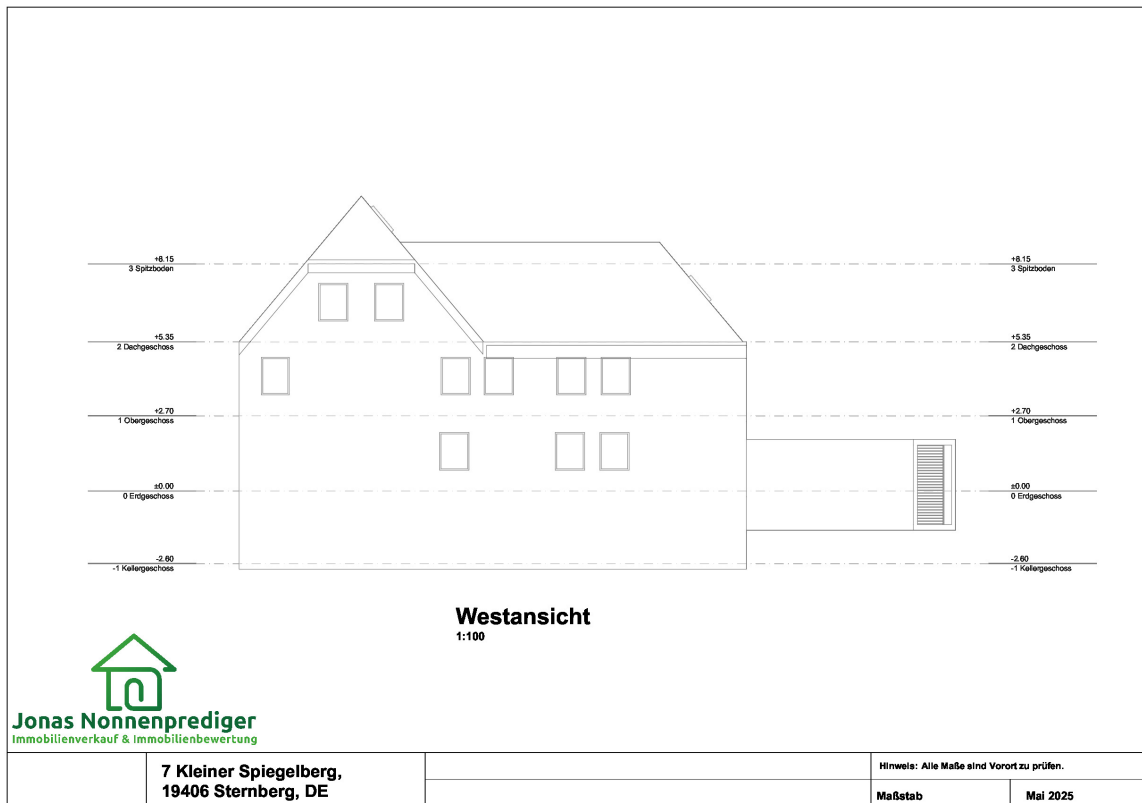 +8.15
3 Spitzboden
+8.15
3 Spitzboden
+5.35
2 Dachgeschoss
+5.35
2 Dachgeschoss
+2.70
1 Obergeschoss
+2.70
1 Obergeschoss
±0.00
0 Erdgeschoss
±0.00
0 Erdgeschoss
-2.60
-1 Kellergeschoss
-2.60
-1 Kellergeschoss
Westansicht
1:100
Jonas Nonnenprediger
Immobilienverkauf & Immobilienbewertung
7 Kleiner Spiegelberg,
19406 Sternberg, DE
Hinweis: Alle Maße sind Vorort zu prüfen.
Maßstab
Mai 2025